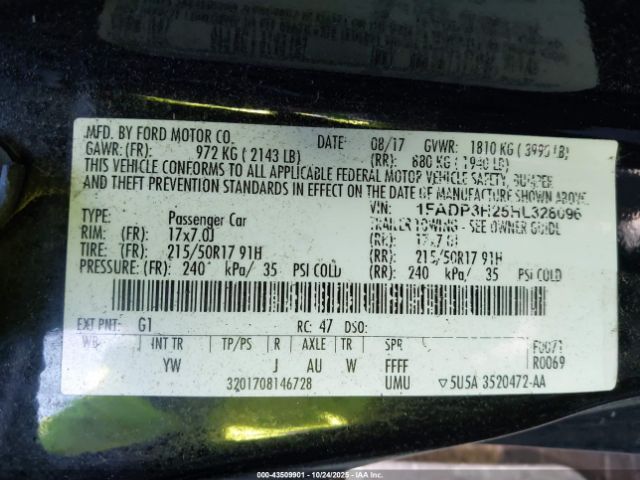 MFD. BY FORD MOTOR CO. DATE: 08/17 GVWR: 1810 KG ( LB)
GAWR: (FR): 972 KG ( 2143 LB) (RR): 880 KG ( 1940 LB)
THIS VEHICLE CONFORMS TO ALL APPLICABLE FEDERAL MOTOR VEHICLE SAFETY, BUMPER,
AND THEFT PREVENTION STANDARDS IN EFFECT ON THE DATE OF MANUFACTURE SHOWN ABOVE.
VIN: 1FADP3H25HL328696
TYPE: Passenger Car TRAILER TOWING - SEE OWNER GUIDE
RIM: (FR): 17x7.0J (RR): 17x7.0J
TIRE: (FR): 215/50R17 91H (RR): 215/50R17 91H
PRESSURE: (FR): 240 kPa/ 35 PSI COLD (RR): 240 kPa/ 35 PSI COLD
EXT PNT: G1 RC: 47 DSO:
WB INT TR TP/PS R AXLE TR SPR F0071
YW J AU W FFFF R0069
3201708146728 UMU ▽5U5A 3520472-AA
000-43509901 - 10/24/2025 - ©IAA, Inc.